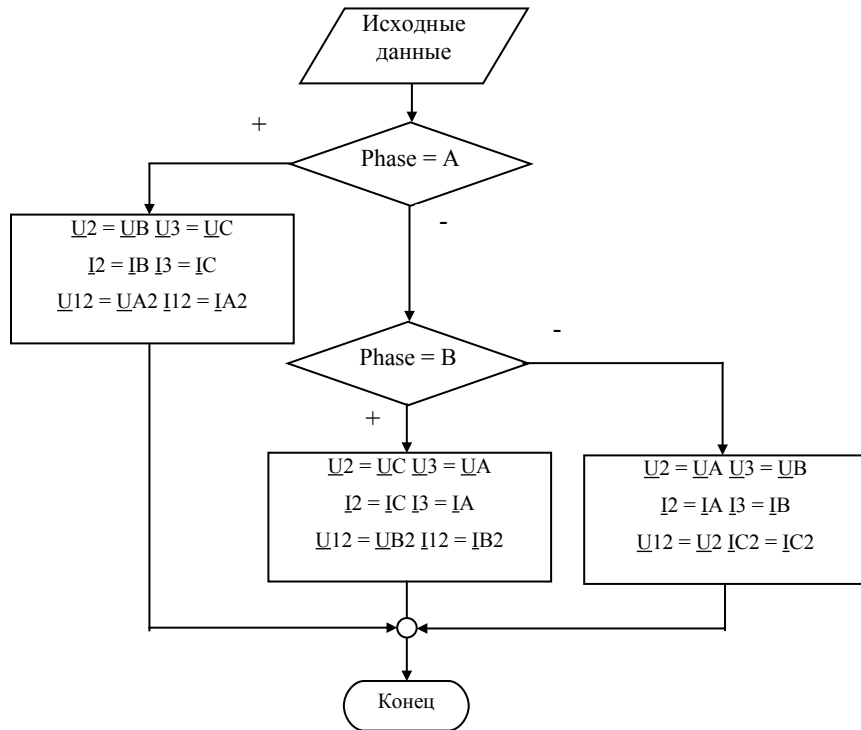 Исходные
данные
+
Phase = A
U2 = UB U3 = UC
I2 = IB I3 = IC
U12 = UA2 I12 = IA2
-
Phase = B
-
+
U2 = UC U3 = UA
I2 = IC I3 = IA
U12 = UB2 I12 = IB2
U2 = UA U3 = UB
I2 = IA I3 = IB
U12 = U2 IC2 = IC2
Конец